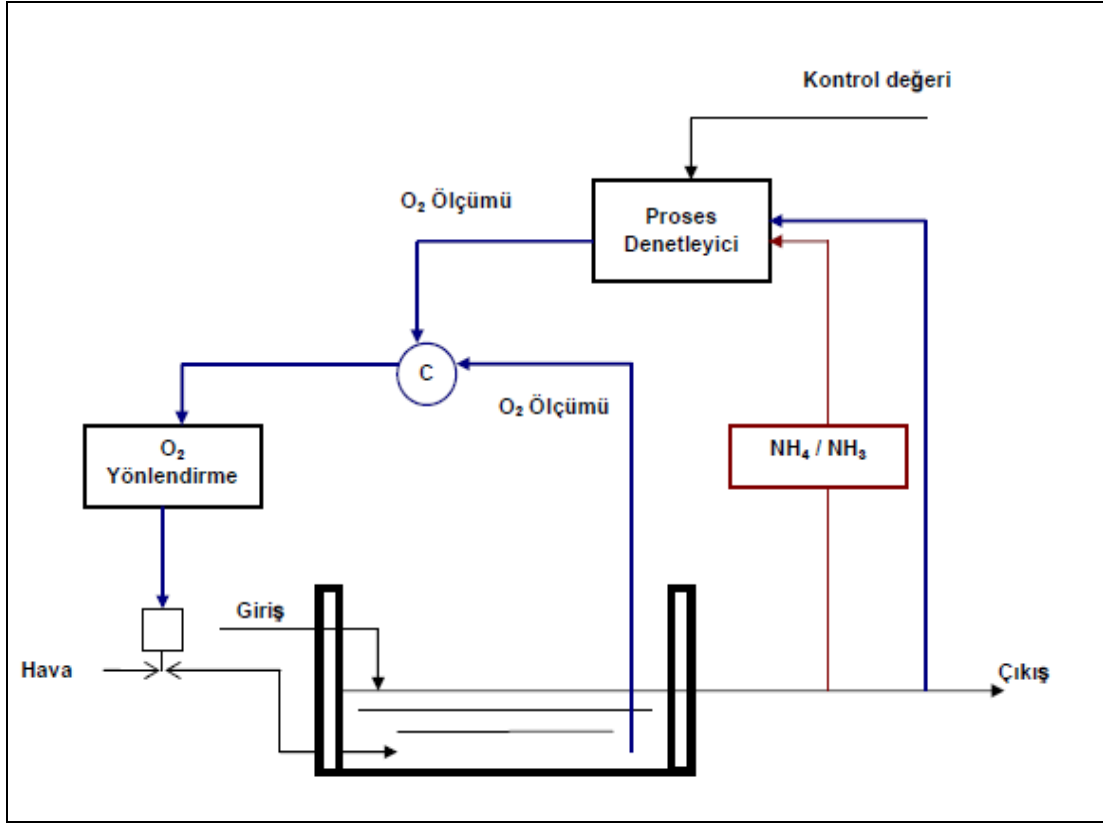 Kontrol değeri
O₂ Ölçümü
Proses
Denetleyici
C
O₂ Ölçümü
O₂
Yönlendirme
NH₄ / NH₃
Giriş
Hava
Çıkış